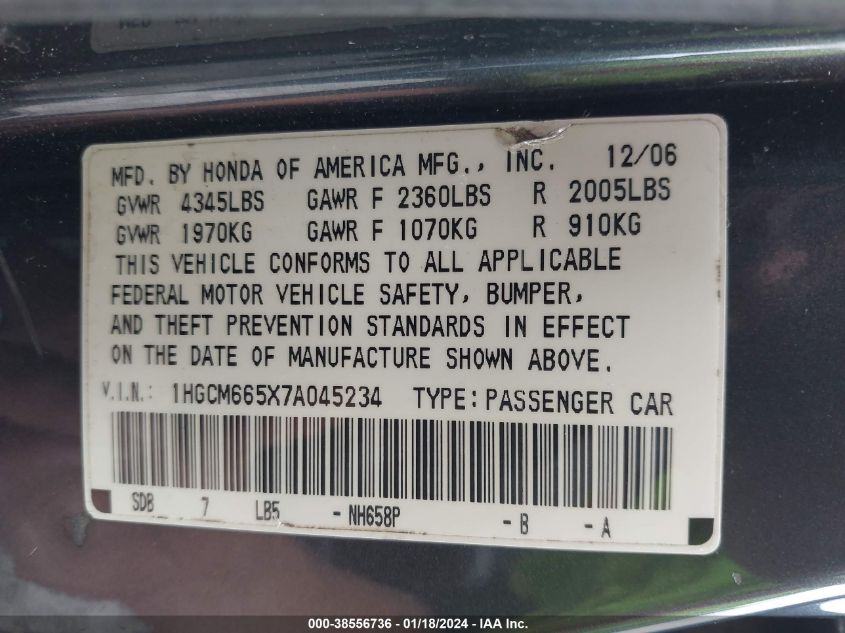 MFD. BY HONDA OF AMERICA MFG., INC. 12/06
GVWR 4345LBS GAWR F 2360LBS R 2005LBS
GVWR 1970KG GAWR F 1070KG R 910KG
THIS VEHICLE CONFORMS TO ALL APPLICABLE
FEDERAL MOTOR VEHICLE SAFETY, BUMPER,
AND THEFT PREVENTION STANDARDS IN EFFECT
ON THE DATE OF MANUFACTURE SHOWN ABOVE.
V.I.N.: 1HGCM665X7A045234 TYPE:PASSENGER CAR
SDB 7 LB5 - NH658P - B - A
000-38556736 - 01/18/2024 - IAA Inc.